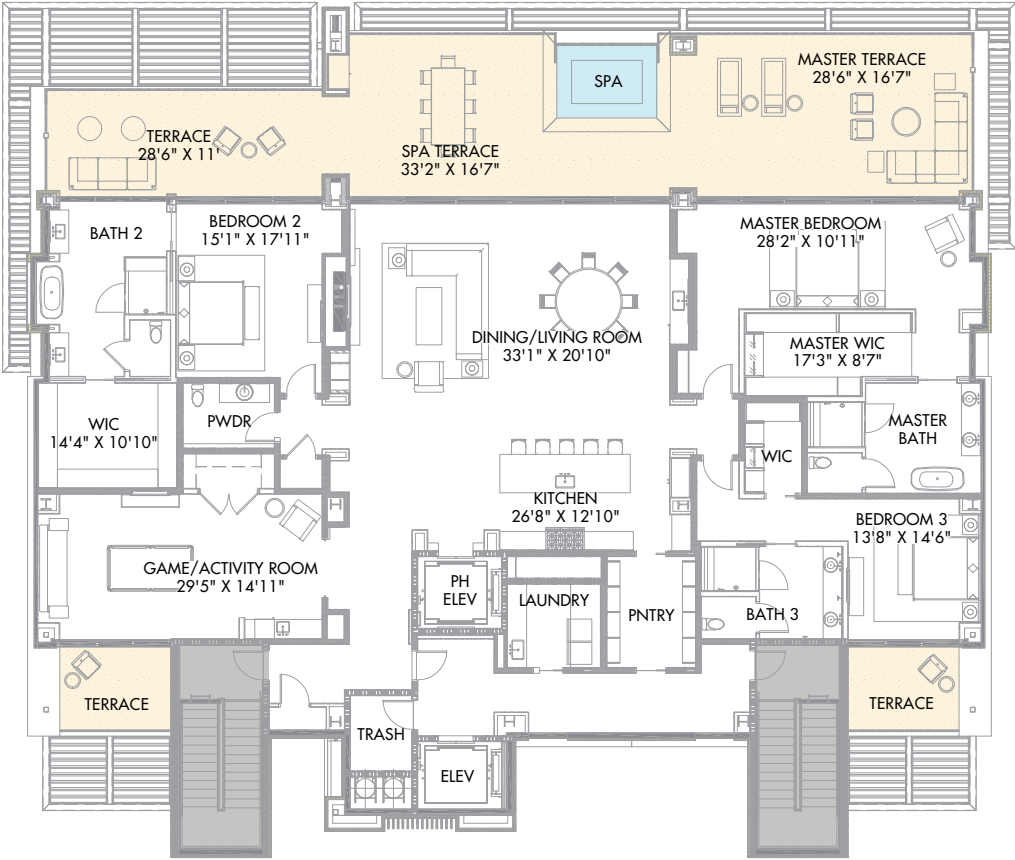 MASTER TERRACE
28'6" X 16'7"
SPA
TERRACE
28'6" X 11'
SPA TERRACE
33'2" X 16'7"
BATH 2
BEDROOM 2
15'1" X 17'11"
MASTER BEDROOM
28'2" X 10'11"
DINING/LIVING ROOM
33'1" X 20'10"
MASTER WIC
17'3" X 8'7"
WIC
14'4" X 10'10"
PWDR
MASTER
BATH
WIC
KITCHEN
26'8" X 12'10"
BEDROOM 3
13'8" X 14'6"
GAME/ACTIVITY ROOM
29'5" X 14'11"
PH
ELEV
LAUNDRY
PNTRY
BATH 3
TERRACE
TERRACE
TRASH
ELEV